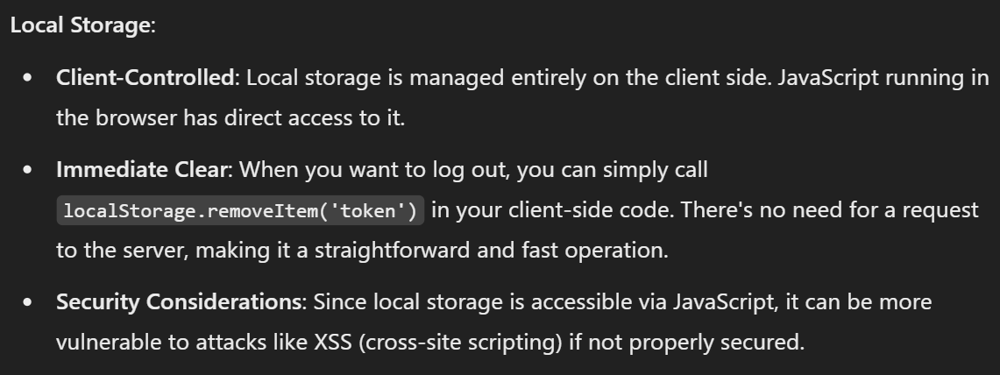 Local Storage:
• Client-Controlled: Local storage is managed entirely on the client side. JavaScript running in
the browser has direct access to it.
• Immediate Clear: When you want to log out, you can simply call
localStorage.removeItem('token') in your client-side code. There's no need for a request
to the server, making it a straightforward and fast operation.
• Security Considerations: Since local storage is accessible via JavaScript, it can be more
vulnerable to attacks like XSS (cross-site scripting) if not properly secured.